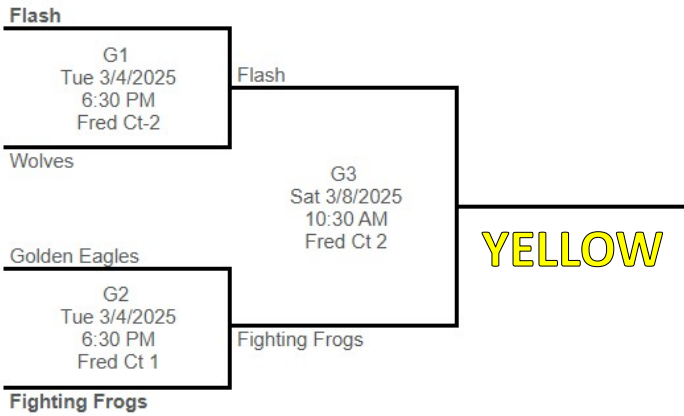 Flash
G1
Tue 3/4/2025
6:30 PM
Fred Ct-2
Wolves
Flash
G3
Sat 3/8/2025
10:30 AM
Fred Ct 2
YELLOW
Golden Eagles
G2
Tue 3/4/2025
6:30 PM
Fred Ct 1
Fighting Frogs
Fighting Frogs